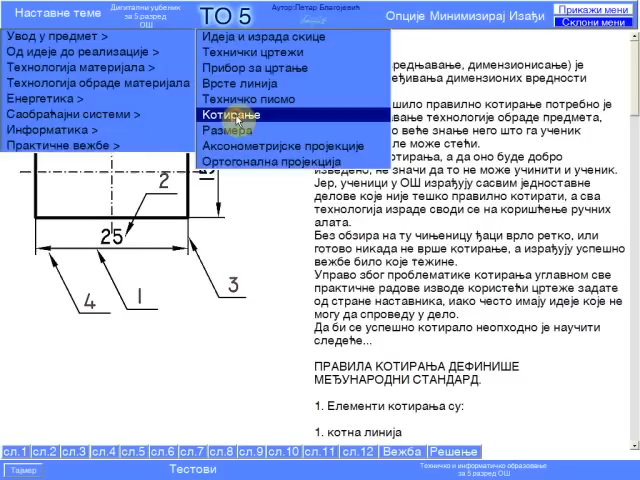 Наставне теме
Дигитални уџбеник
за 5.разред
ОШ
ТО 5
Аутор:Петар Благојевић
Опције Минимизирај Изађи
Прикажи мени
Склони мени
Увод у предмет >
Од идеје до реализације >
Технологија материјала >
Технологија обраде материјала
Енергетика >
Саобраћајни системи >
Информатика >
Практичне вежбе >
Идеја и израда скице
Технички цртежи
Прибор за цртање
Врсте линија
Техничко писмо
Котирање
Размера
Аксонометријске пројекције
Ортогонална пројекција
2
25
3
4
1
димензионисање) је
димензионих вредности
правилно котирање потребно је
технологије обраде предмета,
веће знање него што га ученик
може стећи.
котирања, а да оно буде добро
изведено, не значи да то не може учинити и ученик.
Јер, ученици у ОШ израђују сасвим једноставне
делове које није тешко правилно котирати, а сва
технологија израде своди се на коришћење ручних
алата.
Без обзира на ту чињеницу ђаци врло ретко, или
готово никада не врше котирање, а израђују успешно
вежбе било које тежине.
Управо због проблематике котирања углавном све
практичне радове изводе користећи цртеже задате
од стране наставника, иако често имају идеје које не
могу да спроведу у дело.
Да би се успешно котирало неопходно је научити
следеће...
ПРАВИЛА КОТИРАЊА ДЕФИНИШЕ
МЕЂУНАРОДНИ СТАНДАРД.
1. Елементи котирања су:
1. котна линија
сл.1 сл.2 сл.3 сл.4 сл.5 сл.6 сл.7 сл.8 сл.9 сл.10 сл.11 сл.12 Вежба Решење
Тајмер
Тестови
Техничко и информатичко образовање
за 5.разред ОШ